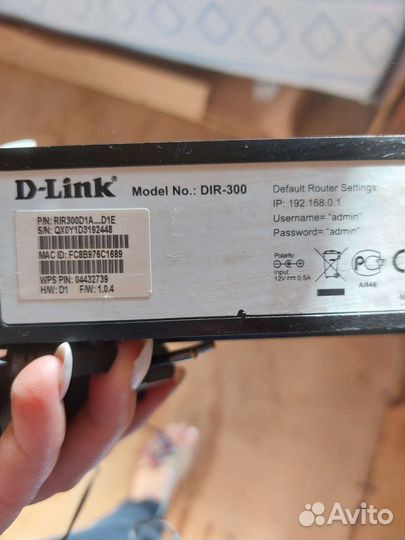 D-Link
Model No.: DIR-300
Default Router Settings
IP: 192.168.0.1
Username= "admin"
Password= "admin"
P/N: RIR300D1A...D1E
S/N: QX0Y1D3192448
MAC ID: FC8B976C1689
WPS PIN: 04432739
H/W: D1 F/W: 1.0.4
Polarity:
Input:
12V 0.5A
АЯ46
Avito